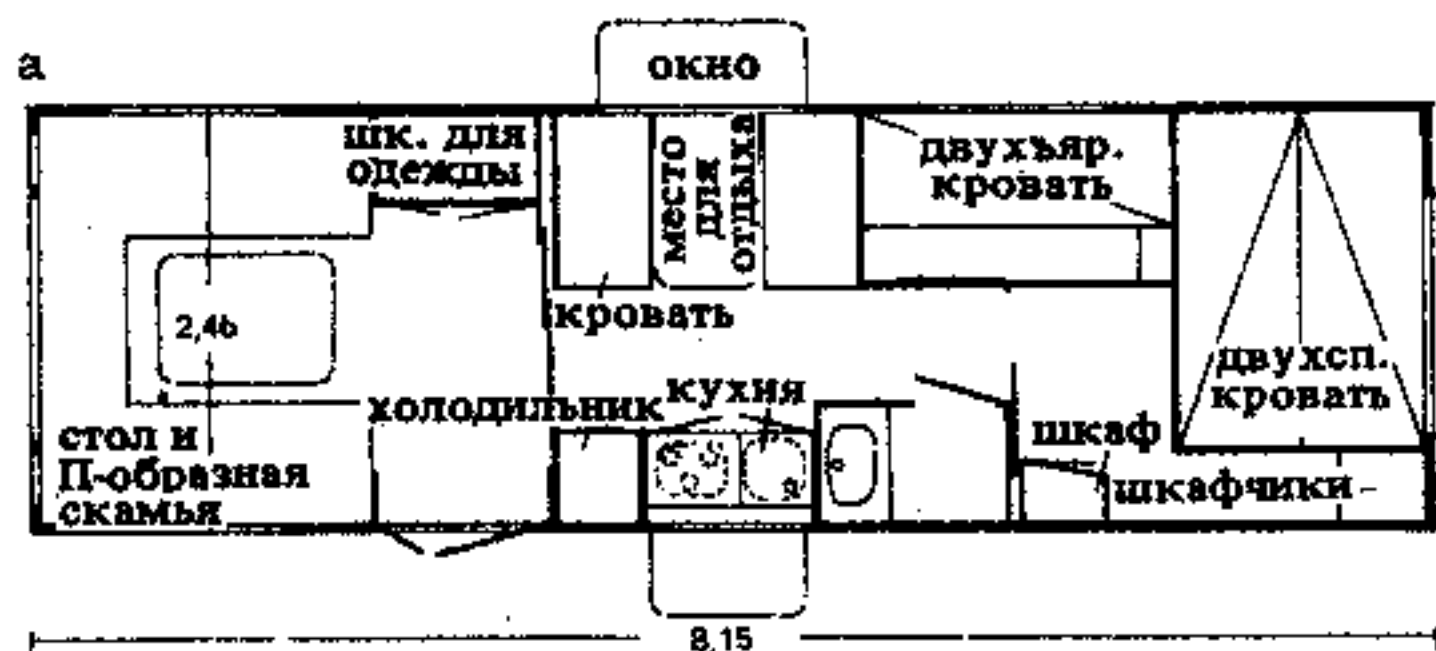 а
окно
шк. для
одежды
место
для
отдыха
двухъяр.
кровать
2,46
кровать
двухсп.
кровать
холодильник
кухня
стол и
П-образная
скамья
шкаф
шкафчики
8,15